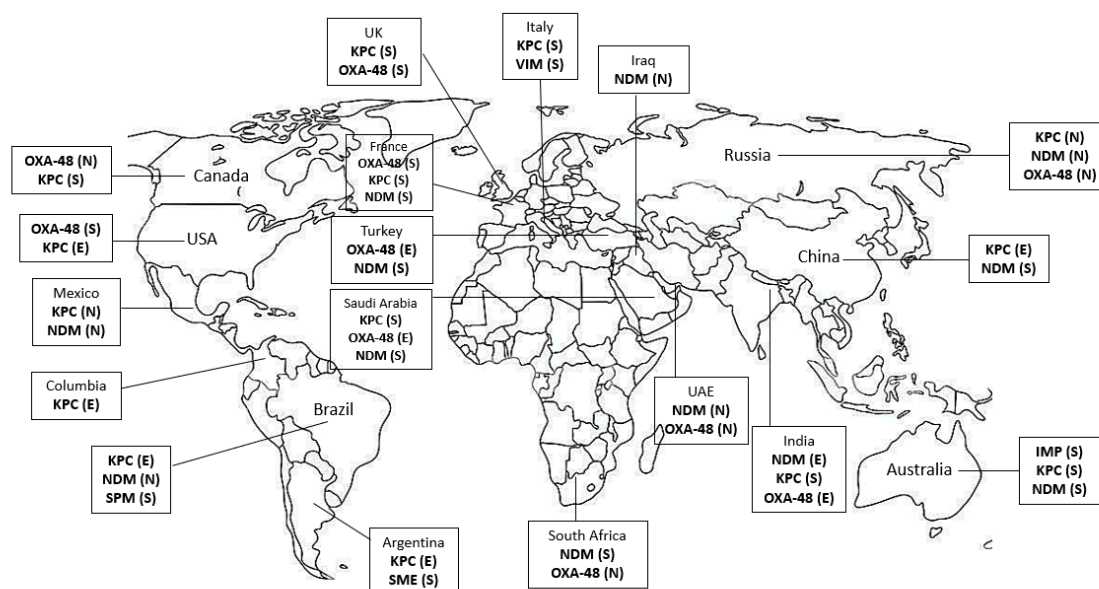 UK
KPC (S)
OXA-48 (S)
Italy
KPC (S)
VIM (S)
Iraq
NDM (N)
OXA-48 (N)
KPC (S)
Canada
France
OXA-48 (S)
KPC (S)
NDM (S)
Russia
KPC (N)
NDM (N)
OXA-48 (N)
OXA-48 (S)
KPC (E)
USA
Turkey
OXA-48 (E)
NDM (S)
China
KPC (E)
NDM (S)
Mexico
KPC (N)
NDM (N)
Saudi Arabia
KPC (S)
OXA-48 (E)
NDM (S)
Columbia
KPC (E)
Brazil
KPC (E)
NDM (N)
SPM (S)
UAE
NDM (N)
OXA-48 (N)
India
NDM (E)
KPC (S)
OXA-48 (E)
Australia
IMP (S)
KPC (S)
NDM (S)
Argentina
KPC (E)
SME (S)
South Africa
NDM (S)
OXA-48 (N)